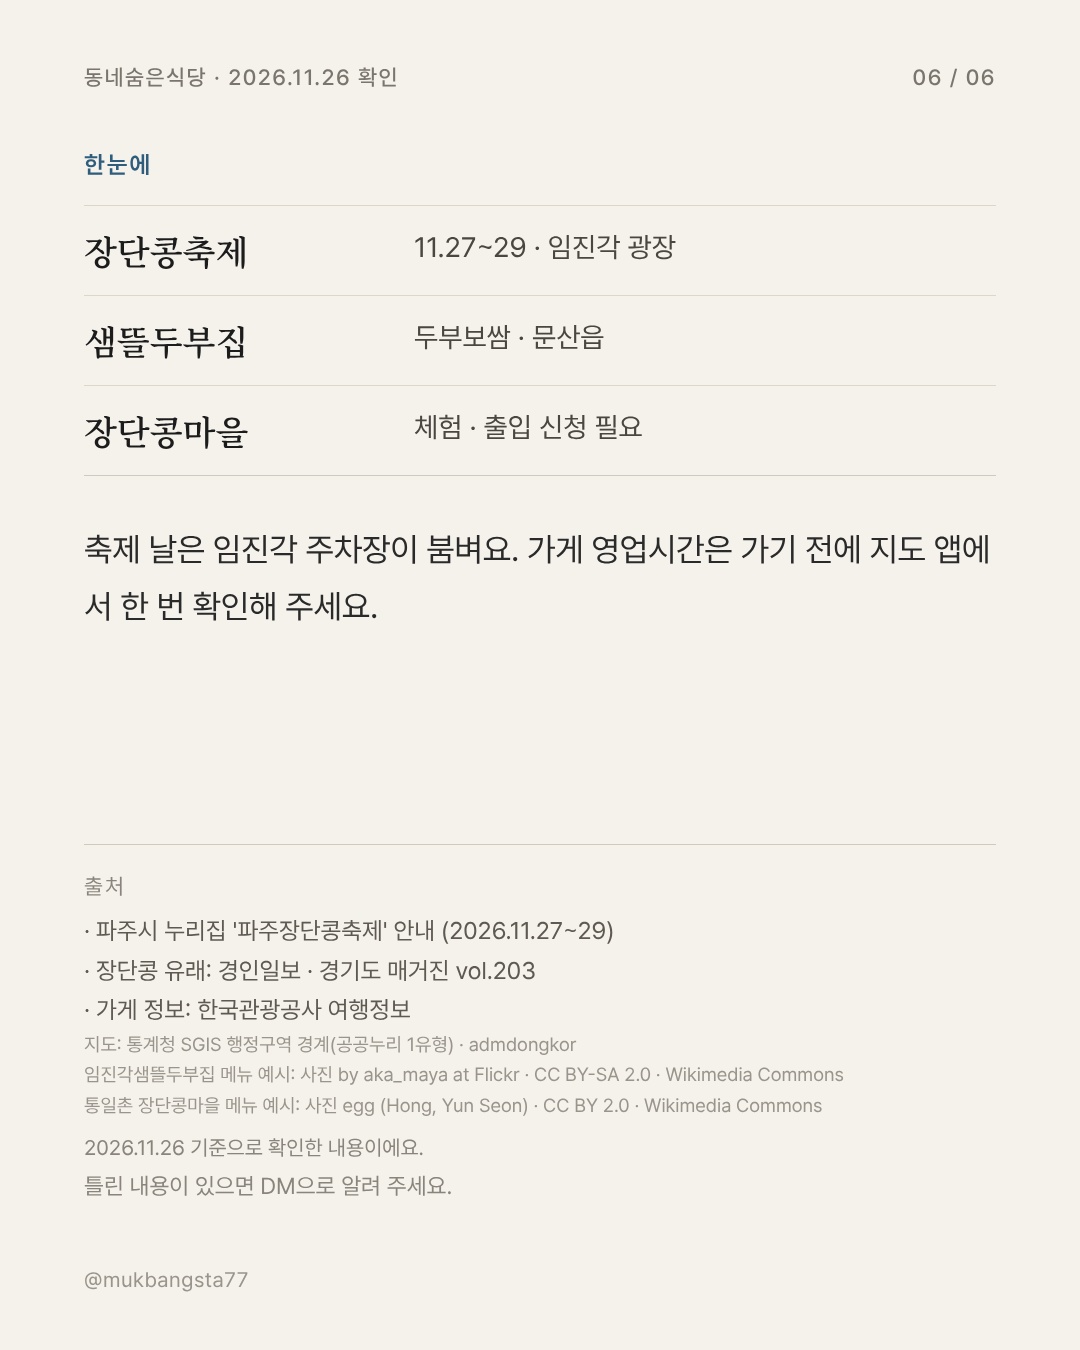 동네숨은식당 · 2026.11.26 확인
06 / 06
한눈에
장단콩축제 11.27~29 · 임진각 광장
샘뜰두부집 두부보쌈 · 문산읍
장단콩마을 체험 · 출입 신청 필요
축제 날은 임진각 주차장이 붐벼요. 가게 영업시간은 가기 전에 지도 앱에
서 한 번 확인해 주세요.
출처
· 파주시 누리집 '파주장단콩축제' 안내 (2026.11.27~29)
· 장단콩 유래: 경인일보 · 경기도 매거진 vol.203
· 가게 정보: 한국관광공사 여행정보
지도: 통계청 SGIS 행정구역 경계(공공누리 1유형) · admdongkor
임진각샘뜰두부집 메뉴 예시: 사진 by aka_maya at Flickr · CC BY-SA 2.0 · Wikimedia Commons
통일촌 장단콩마을 메뉴 예시: 사진 egg (Hong, Yun Seon) · CC BY 2.0 · Wikimedia Commons
2026.11.26 기준으로 확인한 내용이에요.
틀린 내용이 있으면 DM으로 알려 주세요.
@mukbangsta77